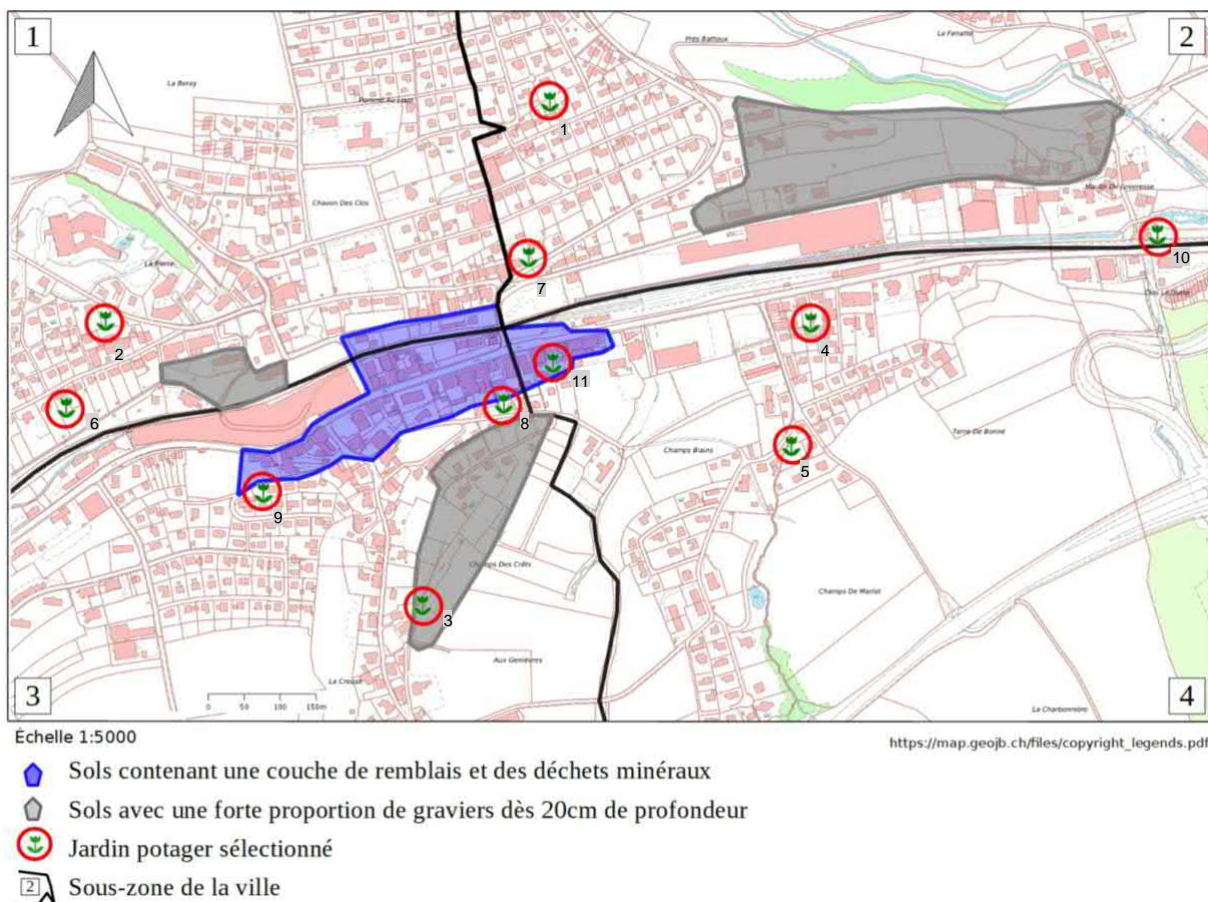 1
2
La Fenatte
Prés Battoux
La Beray
1
Chavon Des Clos
La Pierre
10
7
2
4
11
6
8
Terre De Bonné
Champs Biains
5
9
Champs Des Crêts
Champs De Marlat
3
Aux Genièvres
3
La Creuse
4
0 50 100 150m
La Charbonnière
Échelle 1:5000
https://map.geojb.ch/files/copyright_legends.pdf
Sols contenant une couche de remblais et des déchets minéraux
Sols avec une forte proportion de graviers dès 20cm de profondeur
Jardin potager sélectionné
2 Sous-zone de la ville